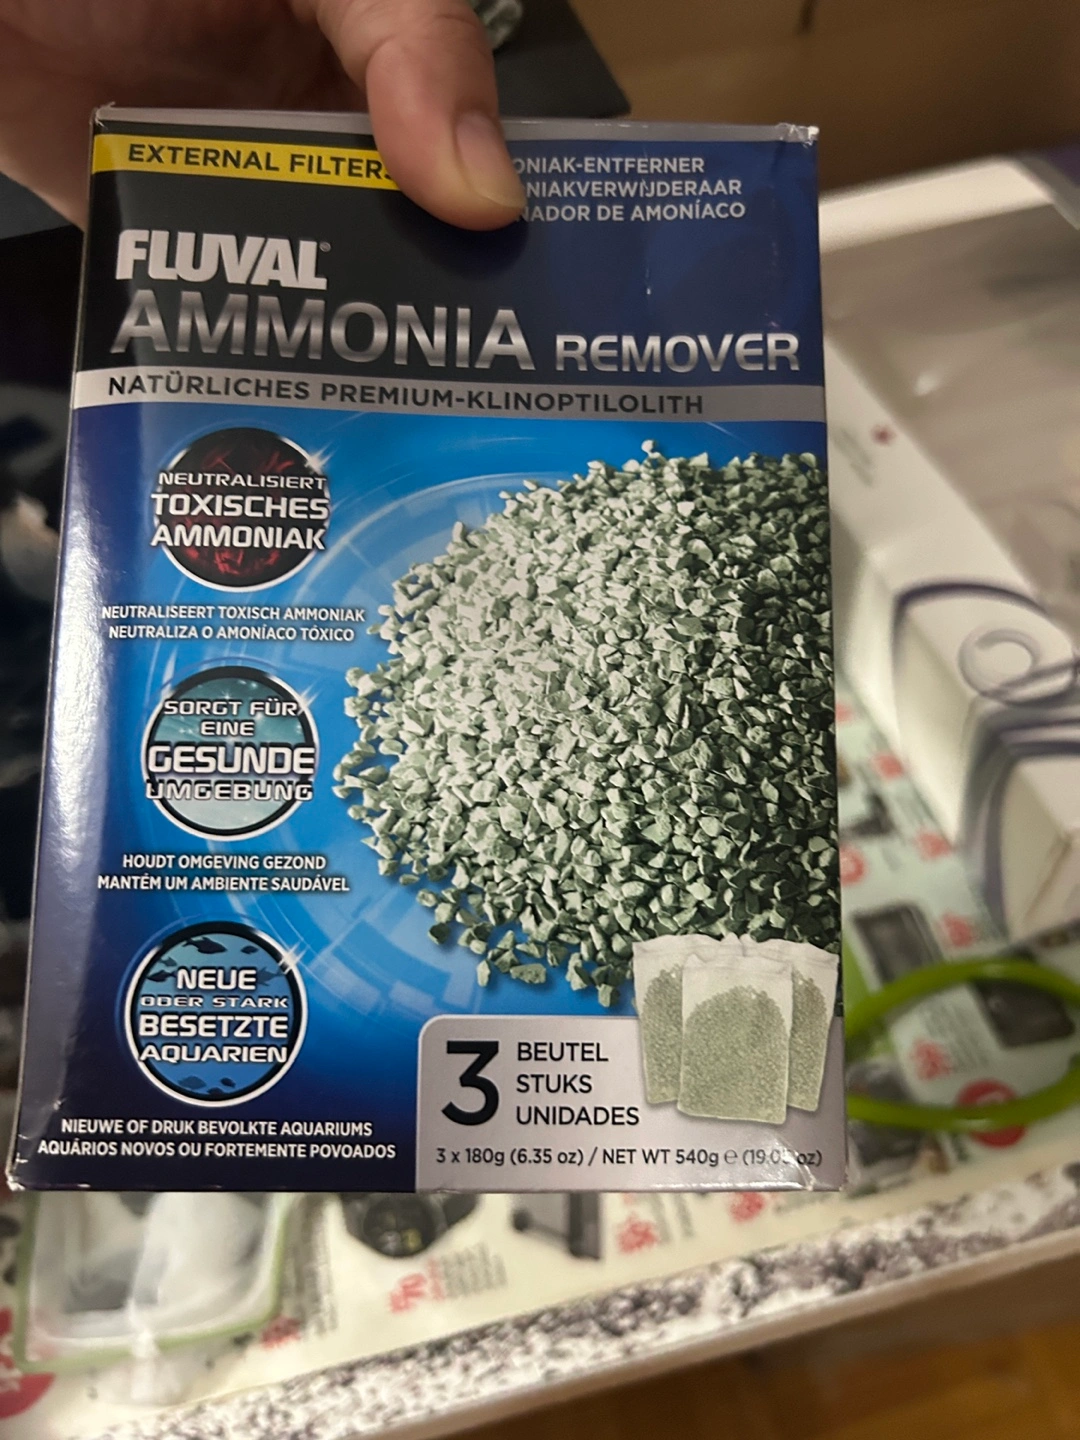 EXTERNAL FILTERS
ONIAK-ENTFERNER
NIAKVERWIJDERAAR
NADOR DE AMONÍACO
FLUVAL®
AMMONIA REMOVER
NATÜRLICHES PREMIUM-KLINOPTILOLITH
NEUTRALISIERT
TOXISCHES
AMMONIAK
NEUTRALISEERT TOXISCH AMMONIAK
NEUTRALIZA O AMONÍACO TÓXICO
SORGT FÜR
EINE
GESUNDE
UMGEBUNG
HOUDT OMGEVING GEZOND
MANTÉM UM AMBIENTE SAUDÁVEL
NEUE
ODER STARK
BESETZTE
AQUARIEN
NIEUWE OF DRUK BEVOLKTE AQUARIUMS
AQUÁRIOS NOVOS OU FORTEMENTE POVOADOS
3 BEUTEL
STUKS
UNIDADES
3 x 180g (6.35 oz) / NET WT 540g ℮ (19.05 oz)